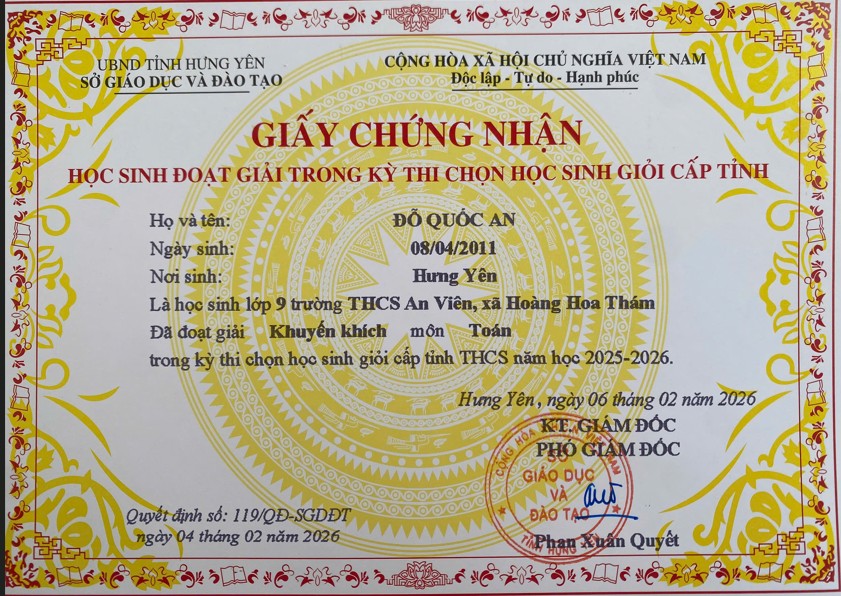 UBND TỈNH HƯNG YÊN
SỞ GIÁO DỤC VÀ ĐÀO TẠO
CỘNG HÒA XÃ HỘI CHỦ NGHĨA VIỆT NAM
Độc lập - Tự do - Hạnh phúc
GIẤY CHỨNG NHẬN
HỌC SINH ĐOẠT GIẢI TRONG KỲ THI CHỌN HỌC SINH GIỎI CẤP TỈNH
Họ và tên: ĐỖ QUỐC AN
Ngày sinh: 08/04/2011
Nơi sinh: Hưng Yên
Là học sinh lớp 9 trường THCS An Viên, xã Hoàng Hoa Thám
Đã đoạt giải Khuyến khích môn Toán
trong kỳ thi chọn học sinh giỏi cấp tỉnh THCS năm học 2025-2026.
Hưng Yên, ngày 06 tháng 02 năm 2026
KT. GIÁM ĐỐC
PHÓ GIÁM ĐỐC
SỞ
GIÁO DỤC
VÀ
ĐÀO TẠO
Phan Xuân Quyết
Quyết định số: 119/QĐ-SGDĐT
ngày 04 tháng 02 năm 2026